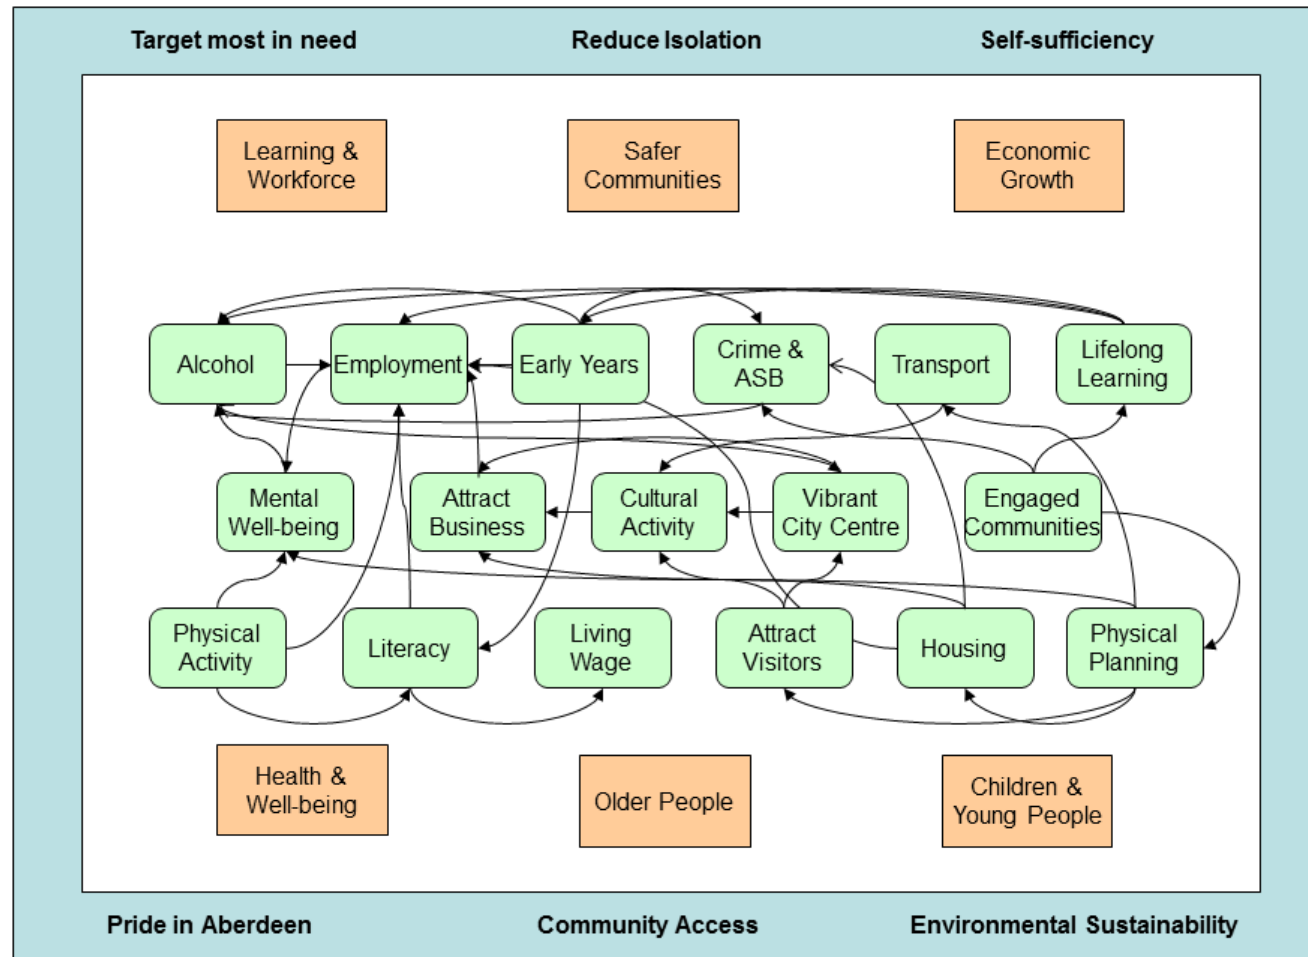 Target most in need
Reduce Isolation
Self-sufficiency
Learning &
Workforce
Safer
Communities
Economic
Growth
Alcohol
Employment
Early Years
Crime &
ASB
Transport
Lifelong
Learning
Mental
Well-being
Attract
Business
Cultural
Activity
Vibrant
City Centre
Engaged
Communities
Physical
Activity
Literacy
Living
Wage
Attract
Visitors
Housing
Physical
Planning
Health &
Well-being
Older People
Children &
Young People
Pride in Aberdeen
Community Access
Environmental Sustainability